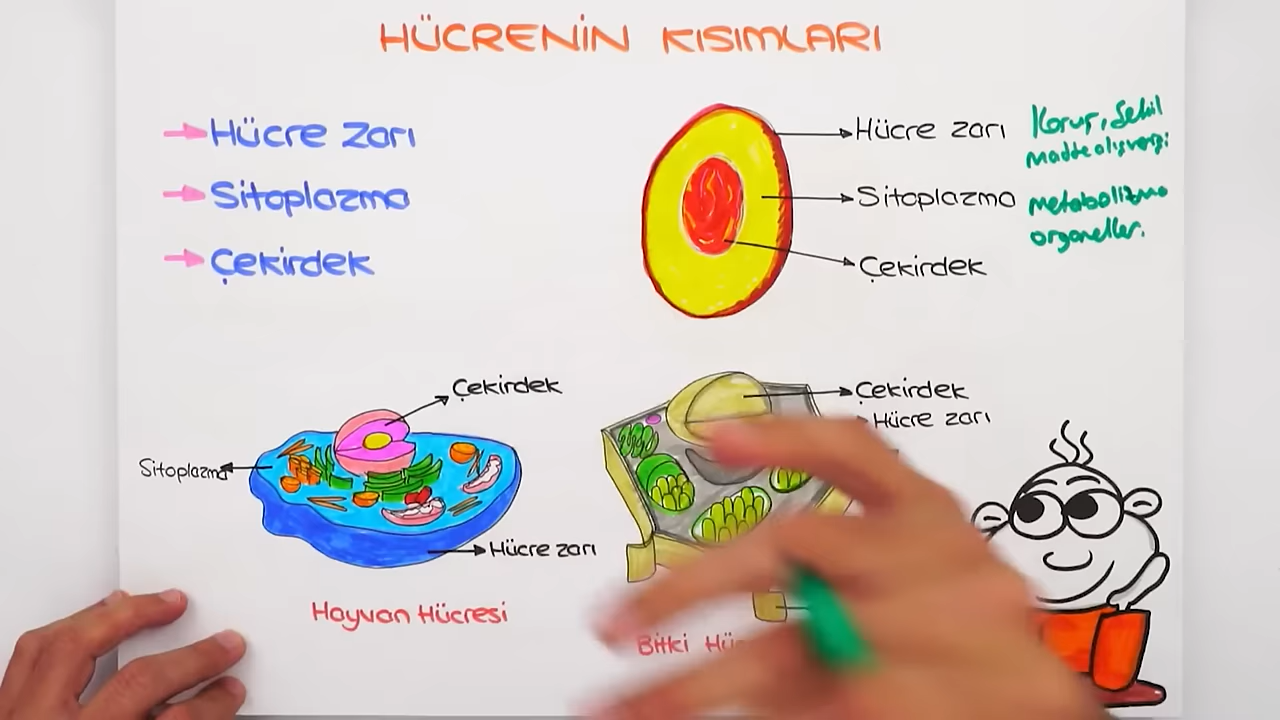 HÜCRENİN KISIMLARI
Hücre zarı
Sitoplazma
Çekirdek
Hücre zarı
Korur, Şekil
madde alışverişi
Sitoplazma
metabolizma
organeller.
Çekirdek
Çekirdek
Sitoplazma
Hücre zarı
Hayvan Hücresi
Çekirdek
Hücre zarı
Bitki